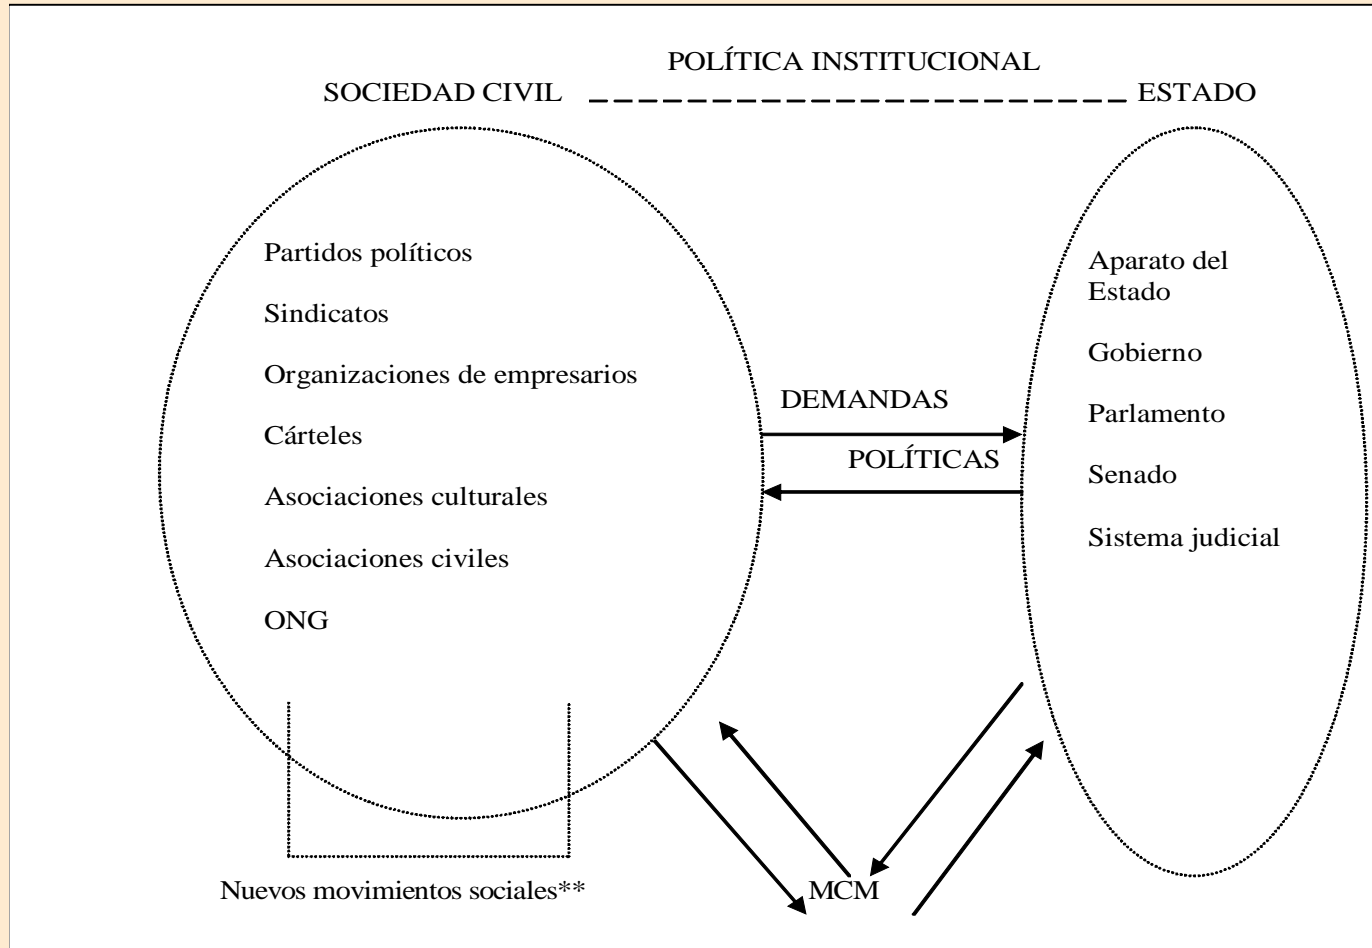 POLÍTICA INSTITUCIONAL
SOCIEDAD CIVIL
ESTADO
Partidos políticos
Sindicatos
Organizaciones de empresarios
Cárteles
Asociaciones culturales
Asociaciones civiles
ONG
DEMANDAS
POLÍTICAS
Aparato del
Estado
Gobierno
Parlamento
Senado
Sistema judicial
Nuevos movimientos sociales**
MCM